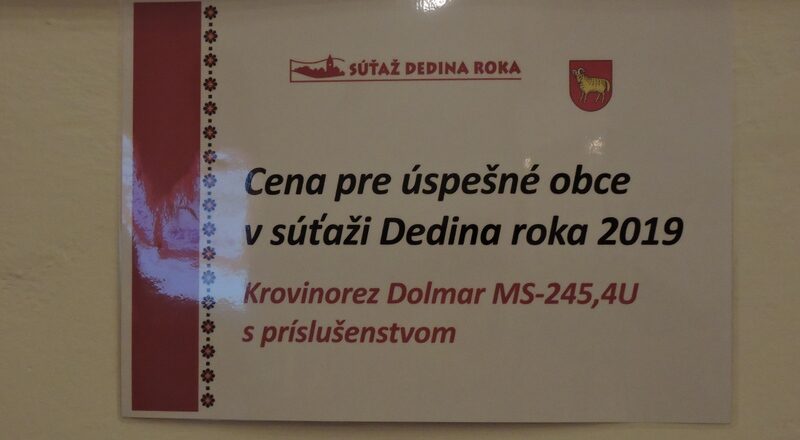 SÚŤAŽ DEDINA ROKA
Cena pre úspešné obce
v súťaži Dedina roka 2019
Krovinorez Dolmar MS-245,4U
s príslušenstvom